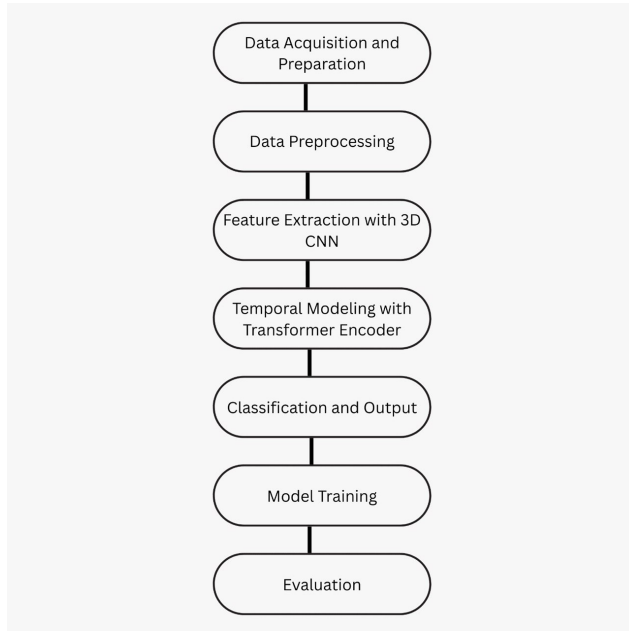 Data Acquisition and
Preparation
Data Preprocessing
Feature Extraction with 3D
CNN
Temporal Modeling with
Transformer Encoder
Classification and Output
Model Training
Evaluation